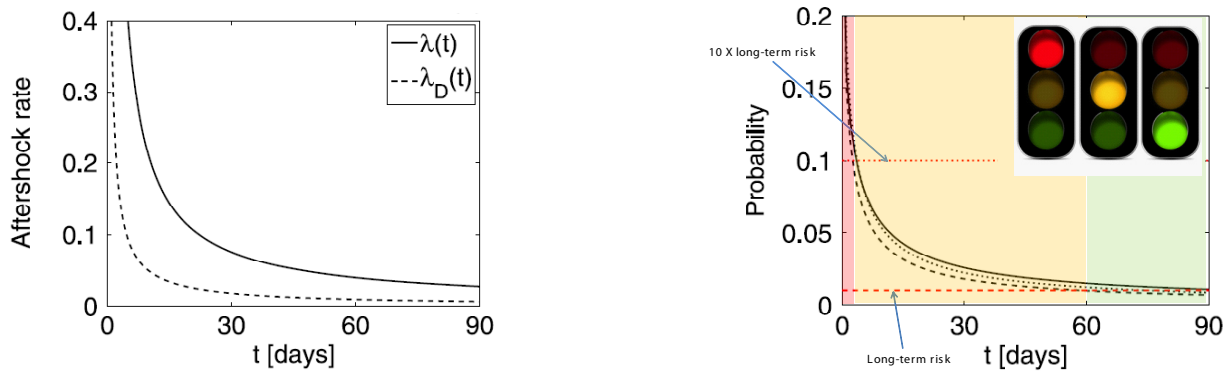 0.4
0.3
0.2
0.1
0
Aftershock rate
λ(t)
λ_D(t)
0
30
60
90
t [days]
10 X long-term risk
0.2
0.15
0.1
0.05
0
Probability
0
30
60
90
Long-term risk
t [days]